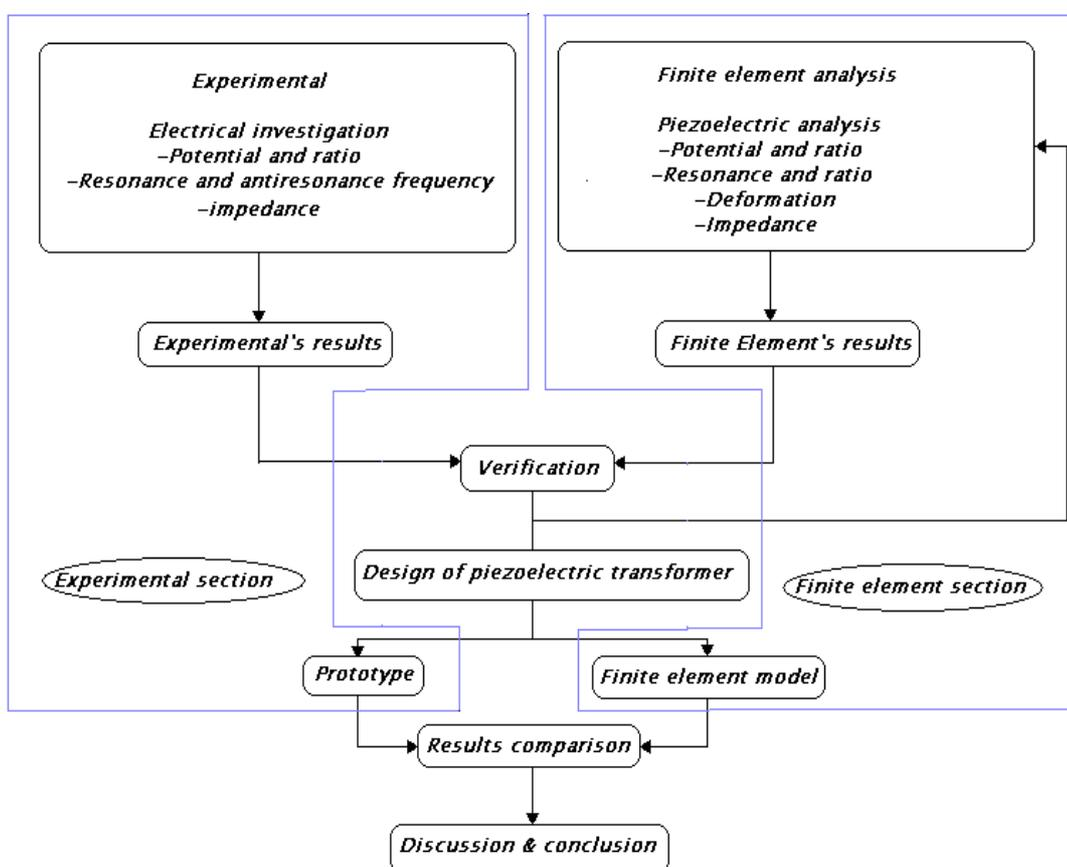 Experimental
Electrical investigation
-Potential and ratio
-Resonance and antiresonance frequency
-impedance
Finite element analysis
Piezoelectric analysis
-Potential and ratio
-Resonance and ratio
-Deformation
-Impedance
Experimental's results
Finite Element's results
Verification
Experimental section
Design of piezoelectric transformer
Finite element section
Prototype
Finite element model
Results comparison
Discussion & conclusion